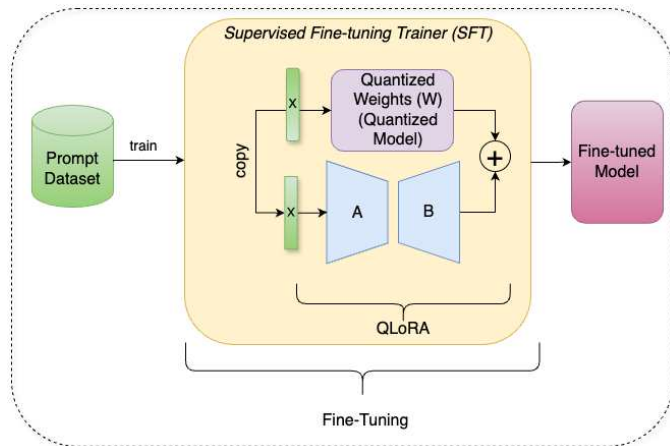 Supervised Fine-tuning Trainer (SFT)
Prompt
Dataset
train
copy
x
Quantized
Weights (W)
(Quantized
Model)
x
A
B
+
Fine-tuned
Model
QLoRA
Fine-Tuning